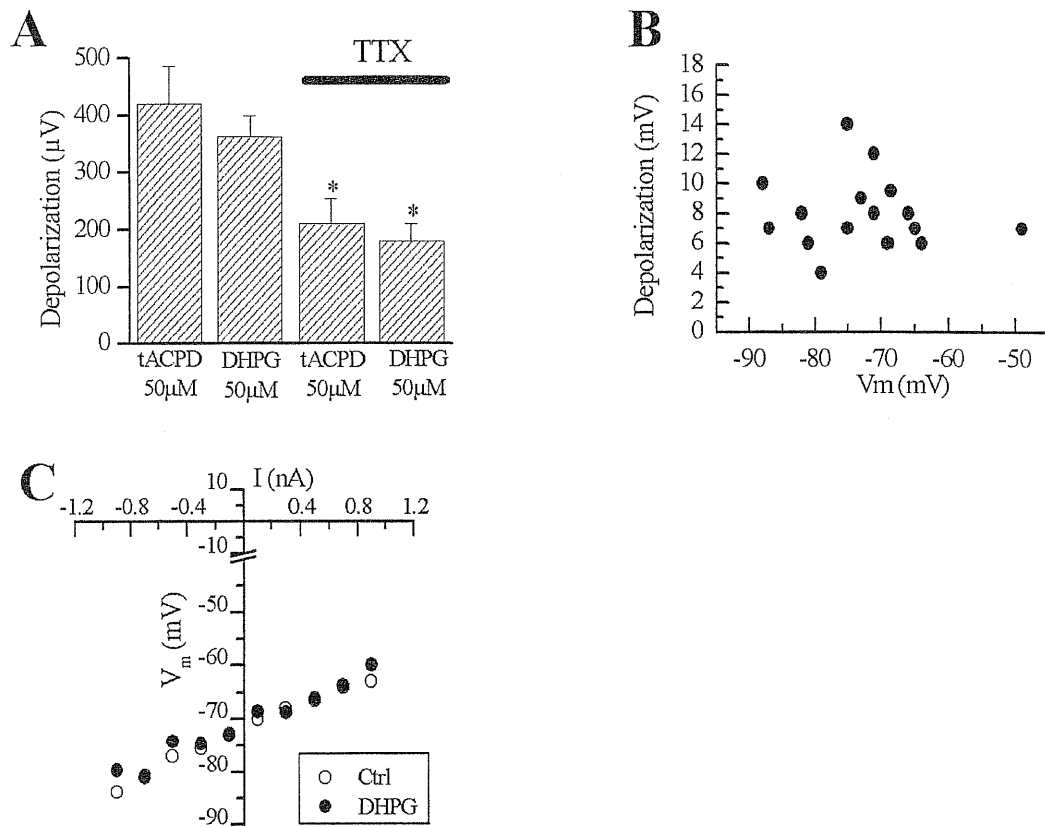 A
TTX
Depolarization (µV)
500
400
300
200
100
0
*
*
tACPD DHPG tACPD DHPG
50µM 50µM 50µM 50µM
B
Depolarization (mV)
18
16
14
12
10
8
6
4
2
0
-90 -80 -70 -60 -50
Vm (mV)
C
10 I (nA)
-1.2 -0.8 -0.4 0.4 0.8 1.2
-10
Vm (mV)
-50
-60
-70
-80
-90
Ctrl
DHPG